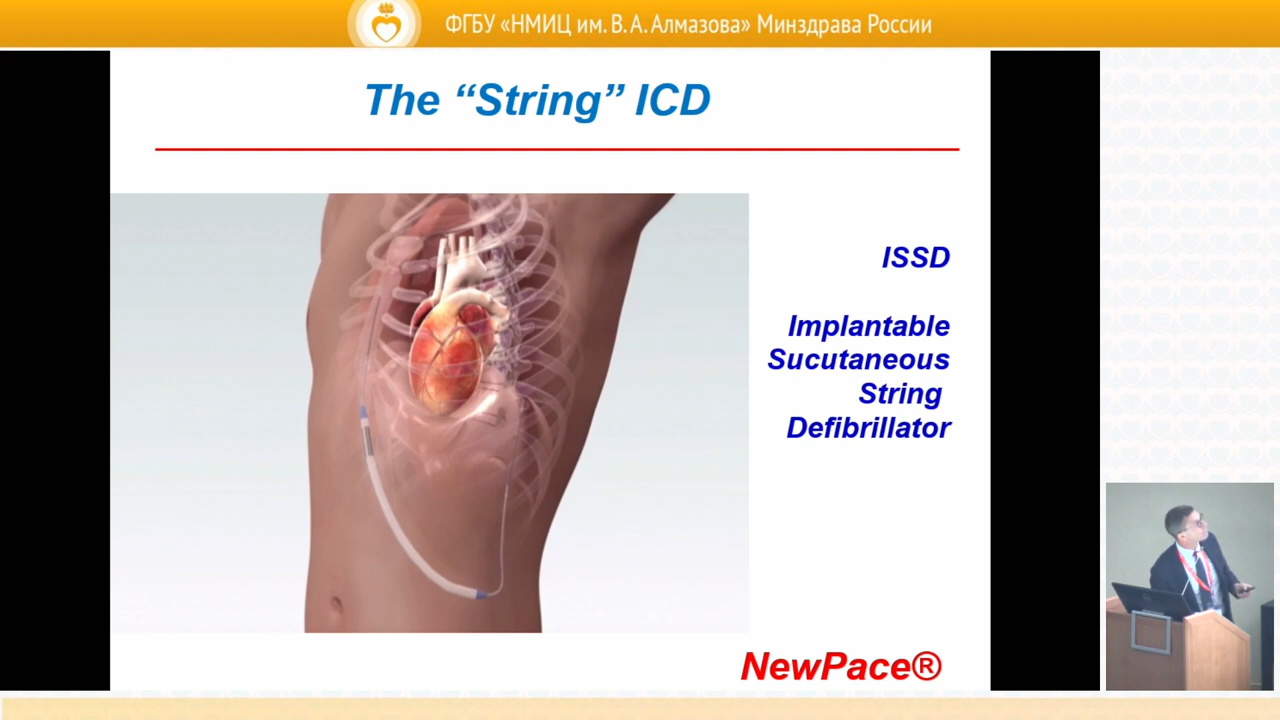 ФГБУ «НМИЦ им. В. А. Алмазова» Минздрава России
The “String” ICD
ISSD
Implantable
Sucutaneous
String
Defibrillator
NewPace®